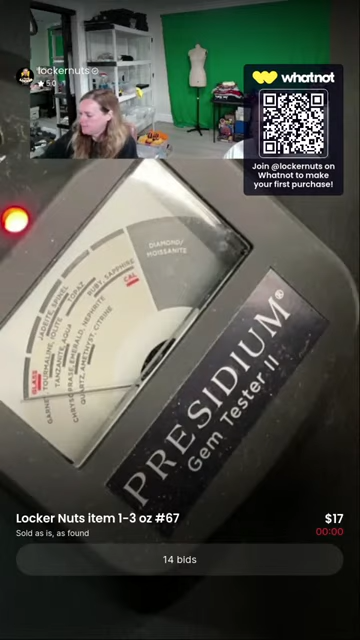 lockernuts
5.0
whatnot
Join @lockernuts on
Whatnot to make
your first purchase!
DIAMOND/
MOISSANITE
RUBY, SAPPHIRE
CAL
TOPAZ
JADEITE, SPINEL
GLASS
GARNET, TOURMALINE, IOLITE
TANZANITE, AQUA
CHRYSOPRASE, EMERALD, NEPHRITE
QUARTZ, AMETHYST, CITRINE
PRESIDIUM®
Gem Tester II
Locker Nuts item 1-3 oz #67
$17
Sold as is, as found
00:00
14 bids